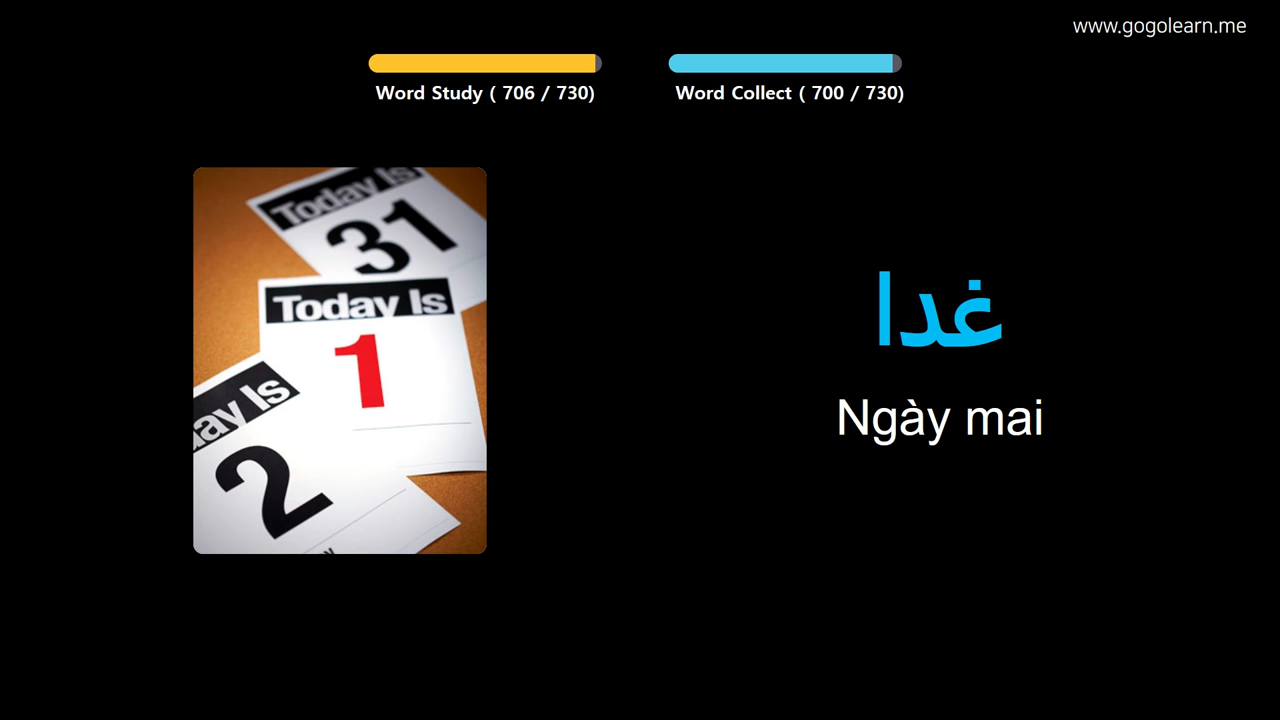 www.gogolearn.me
Word Study ( 706 / 730)
Word Collect ( 700 / 730)
Today Is
31
Today Is
1
day Is
2
غدا
Ngày mai